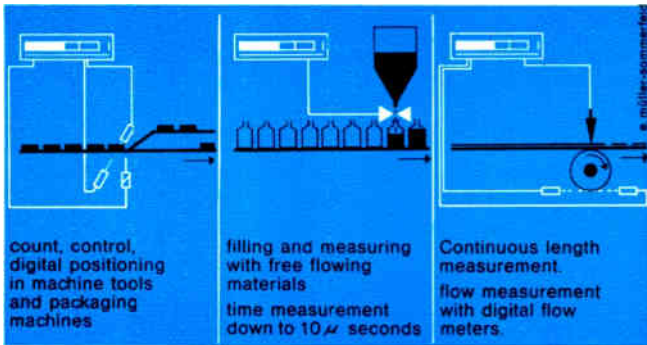 count, control,
digital positioning
in machine tools
and packaging
machines
filling and measuring
with free flowing
materials
time measurement
down to 10 μ seconds
Continuous length
measurement.
flow measurement
with digital flow
meters.
e müller-sommerfeld